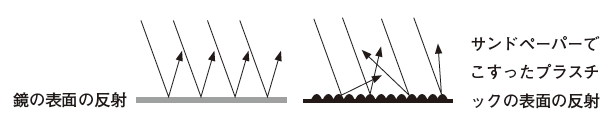 鏡の表面の反射
サンドペーパーで
こすったプラスチ
ックの表面の反射